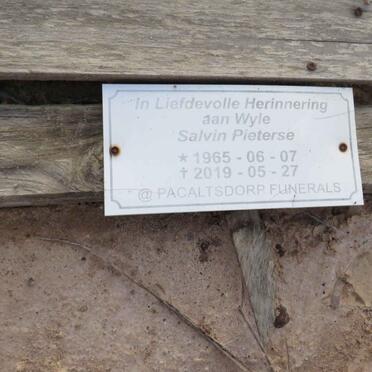 In Liefdevolle Herinnering
aan Wyle
Salvin Pieterse
* 1965 - 06 - 07
† 2019 - 05 - 27
@ PACALTSDORP FUNERALS